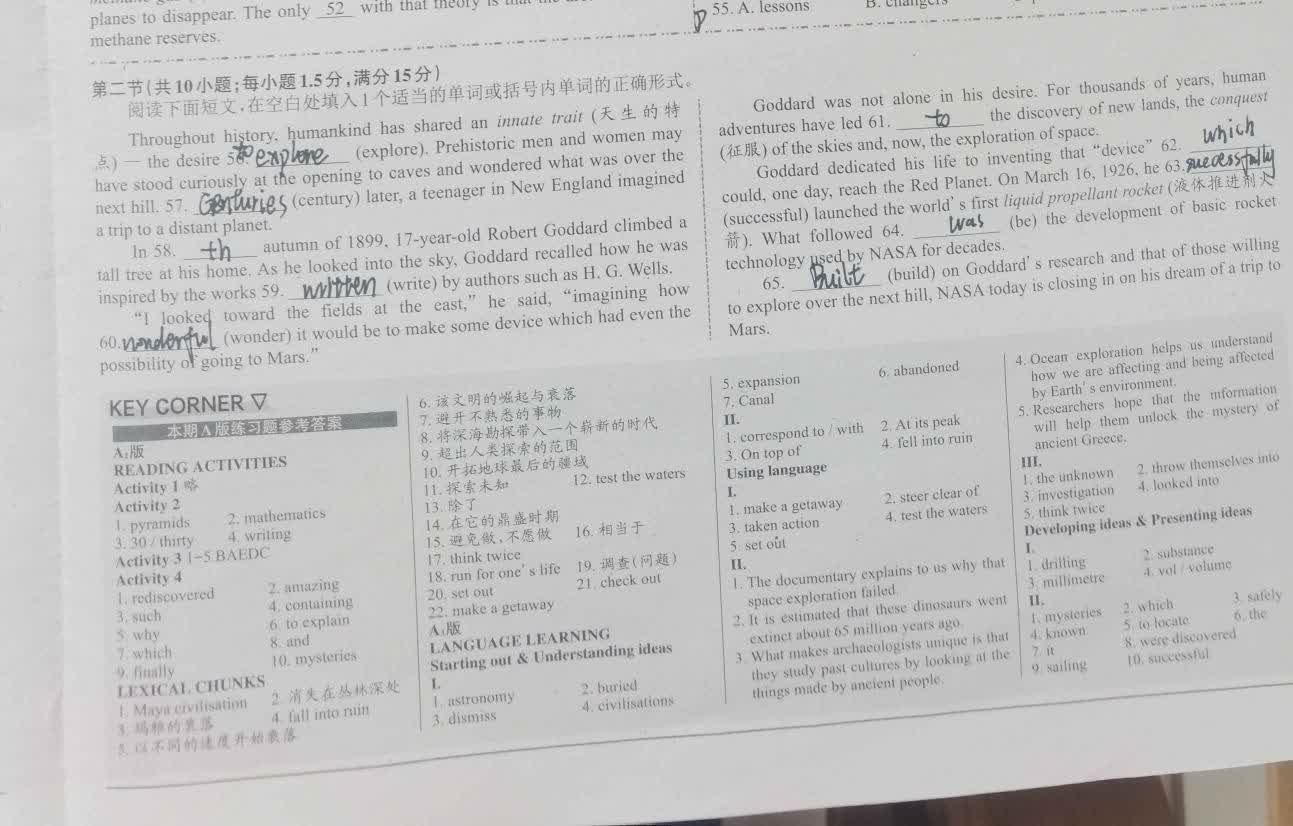 planes to disappear. The only 52 with that theory is that the
methane reserves.
55. A. lessons
第二节(共10小题;每小题1.5分,满分15分)
阅读下面短文,在空白处填入1个适当的单词或括号内单词的正确形式。
Throughout history, humankind has shared an innate trait (天生的特
点) — the desire 56. to explore (explore). Prehistoric men and women may
have stood curiously at the opening to caves and wondered what was over the
next hill. 57. Centuries (century) later, a teenager in New England imagined
a trip to a distant planet.
In 58. th autumn of 1899, 17-year-old Robert Goddard climbed a
tall tree at his home. As he looked into the sky, Goddard recalled how he was
inspired by the works 59. written (write) by authors such as H. G. Wells.
“I looked toward the fields at the east,” he said, “imagining how
60. wonderful (wonder) it would be to make some device which had even the
possibility of going to Mars.”
Goddard was not alone in his desire. For thousands of years, human
adventures have led 61. to the discovery of new lands, the conquest
(征服) of the skies and, now, the exploration of space.
Goddard dedicated his life to inventing that “device” 62. which
could, one day, reach the Red Planet. On March 16, 1926, he 63. successfully
(successful) launched the world's first liquid propellant rocket (液体推进剂火
箭). What followed 64. was (be) the development of basic rocket
technology used by NASA for decades.
65. Built (build) on Goddard's research and that of those willing
to explore over the next hill, NASA today is closing in on his dream of a trip to
Mars.
KEY CORNER
本期A版练习题参考答案
A₂版
READING ACTIVITIES
Activity 1 略
Activity 2
1. pyramids 2. mathematics
3. 30 / thirty 4. writing
Activity 3 1-5 BAEDC
Activity 4
1. rediscovered 2. amazing
3. such 4. containing
5. why 6. to explain
7. which 8. and
9. finally 10. mysteries
LEXICAL CHUNKS
1. Maya civilisation 2. 消失在丛林深处
3. 玛雅的衰落 4. fall into ruin
5. 以不同的速度开始衰落
6. 该文明的崛起与衰落
7. 避开不熟悉的事物
8. 将深海勘探带入一个崭新的时代
9. 超出人类探索的范围
10. 开拓地球最后的疆域
11. 探索未知 12. test the waters
13. 除了
14. 在它的鼎盛时期
15. 避免做,不愿做 16. 相当于
17. think twice
18. run for one's life 19. 调查(问题)
20. set out 21. check out
22. make a getaway
A₃版
LANGUAGE LEARNING
Starting out & Understanding ideas
I.
1. astronomy 2. buried
3. dismiss 4. civilisations
5. expansion 6. abandoned
7. Canal
II.
1. correspond to / with 2. At its peak
3. On top of 4. fell into ruin
Using language
I.
1. make a getaway 2. steer clear of
3. taken action 4. test the waters
5. set out
II.
1. The documentary explains to us why that
space exploration failed.
2. It is estimated that these dinosaurs went
extinct about 65 million years ago.
3. What makes archaeologists unique is that
they study past cultures by looking at the
things made by ancient people.
4. Ocean exploration helps us understand
how we are affecting and being affected
by Earth's environment.
5. Researchers hope that the information
will help them unlock the mystery of
ancient Greece.
III.
1. the unknown 2. throw themselves into
3. investigation 4. looked into
5. think twice
Developing ideas & Presenting ideas
I.
1. drilling 2. substance
3. millimetre 4. vol / volume
II.
1. mysteries 2. which 3. safely
4. known 5. to locate 6. the
7. it 8. were discovered
9. sailing 10. successful